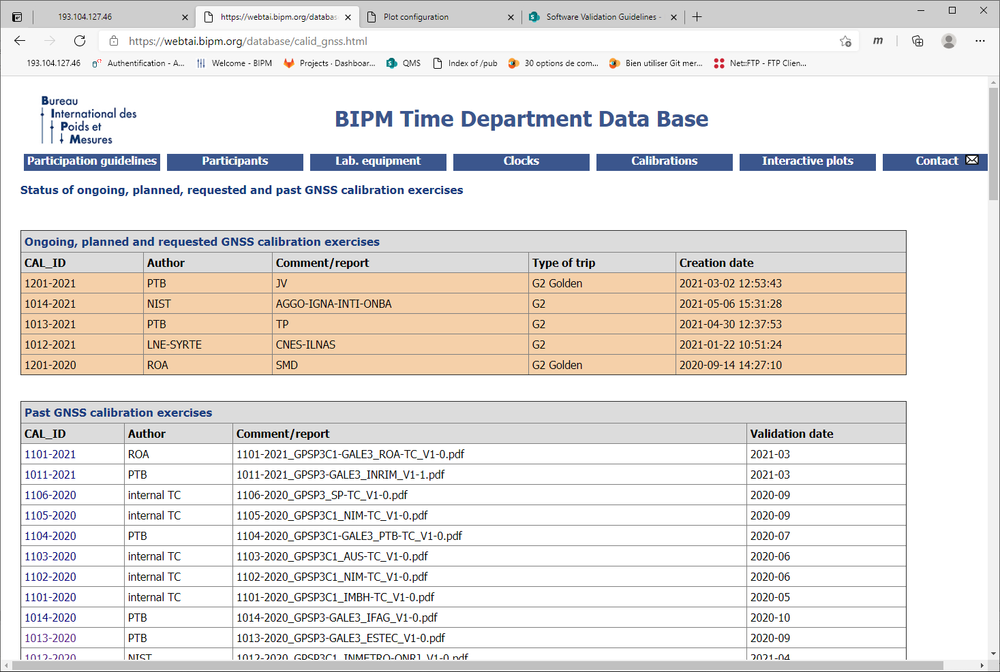 193.104.127.46
https://webtai.bipm.org/databas
Plot configuration
Software Validation Guidelines -
https://webtai.bipm.org/database/calid_gnss.html
m
193.104.127.46
Authentification - A...
Welcome - BIPM
Projects · Dashboar...
QMS
Index of /pub
30 options de com...
Bien utiliser Git mer...
Net::FTP - FTP Clien...
Bureau
International des
Poids et
Mesures
BIPM Time Department Data Base
Participation guidelines
Participants
Lab. equipment
Clocks
Calibrations
Interactive plots
Contact
Status of ongoing, planned, requested and past GNSS calibration exercises
Ongoing, planned and requested GNSS calibration exercises
CAL_ID Author Comment/report Type of trip Creation date
1201-2021 PTB JV G2 Golden 2021-03-02 12:53:43
1014-2021 NIST AGGO-IGNA-INTI-ONBA G2 2021-05-06 15:31:28
1013-2021 PTB TP G2 2021-04-30 12:37:53
1012-2021 LNE-SYRTE CNES-ILNAS G2 2021-01-22 10:51:24
1201-2020 ROA SMD G2 Golden 2020-09-14 14:27:10
Past GNSS calibration exercises
CAL_ID Author Comment/report Validation date
1101-2021 ROA 1101-2021_GPSP3C1-GALE3_ROA-TC_V1-0.pdf 2021-03
1011-2021 PTB 1011-2021_GPSP3-GALE3_INRIM_V1-1.pdf 2021-03
1106-2020 internal TC 1106-2020_GPSP3_SP-TC_V1-0.pdf 2020-09
1105-2020 internal TC 1105-2020_GPSP3C1_NIM-TC_V1-0.pdf 2020-09
1104-2020 PTB 1104-2020_GPSP3C1-GALE3_PTB-TC_V1-0.pdf 2020-07
1103-2020 internal TC 1103-2020_GPSP3C1_AUS-TC_V1-0.pdf 2020-06
1102-2020 internal TC 1102-2020_GPSP3C1_NIM-TC_V1-0.pdf 2020-06
1101-2020 internal TC 1101-2020_GPSP3C1_IMBH-TC_V1-0.pdf 2020-05
1014-2020 PTB 1014-2020_GPSP3-GALE3_IFAG_V1-0.pdf 2020-10
1013-2020 PTB 1013-2020_GPSP3-GALE3_ESTEC_V1-0.pdf 2020-09
1012-2020 NIST 1012-2020_GPSP3C1_INMETRO-ONRJ_V1-0.pdf 2021-04